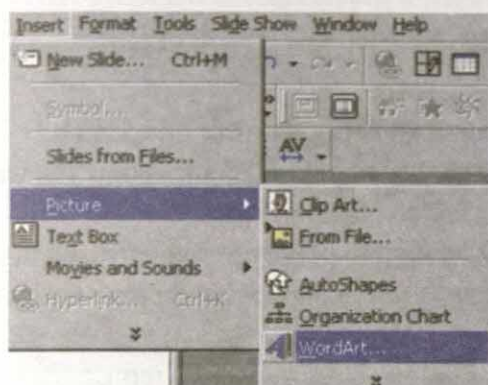 Insert Format Tools Slide Show Window Help
New Slide... Ctrl+M
Symbol...
Slides from Files...
AV
Picture
Clip Art...
Text Box
From File...
Movies and Sounds
AutoShapes
Hyperlink... Ctrl+K
Organization Chart
WordArt...